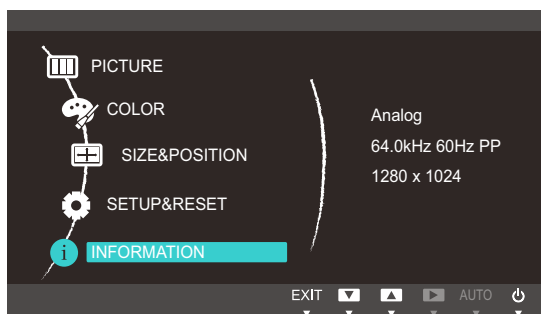 PICTURE
COLOR
SIZE&POSITION
SETUP&RESET
i INFORMATION
Analog
64.0kHz 60Hz PP
1280 x 1024
EXIT AUTO